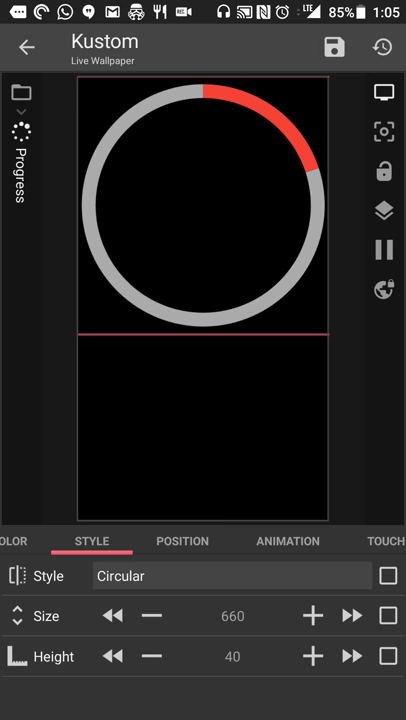 REC
LTE
85% 1:05
Kustom
Live Wallpaper
Progress
OLOR STYLE POSITION ANIMATION TOUCH
Style Circular
Size 660
Height 40